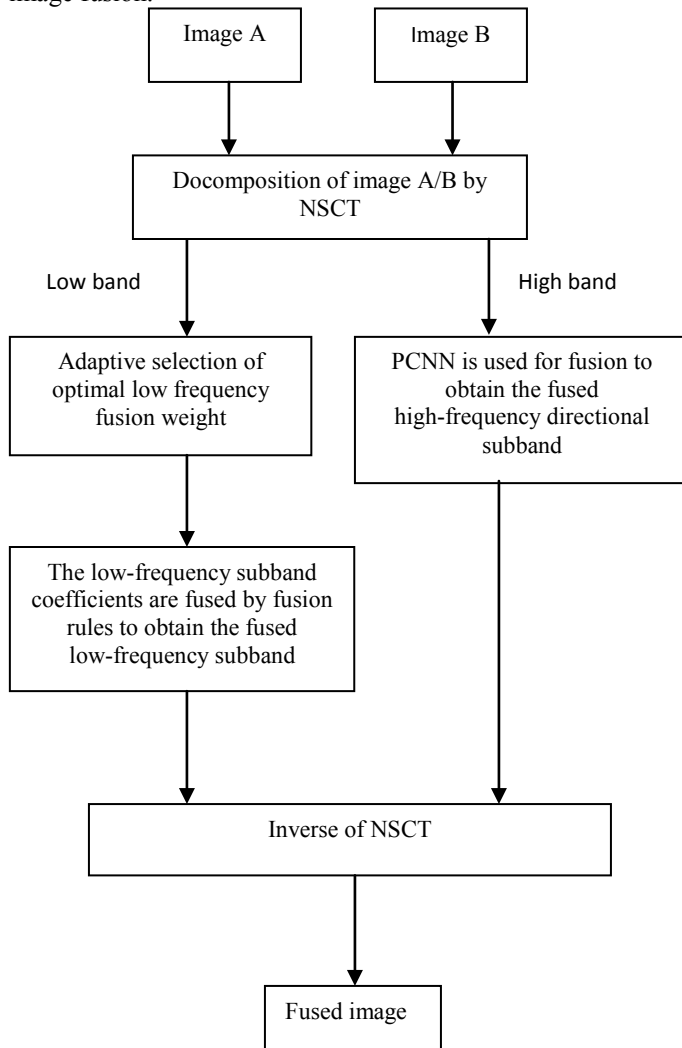 image fusion.
Image A
Image B
Docomposition of image A/B by
NSCT
Low band
High band
Adaptive selection of
optimal low frequency
fusion weight
PCNN is used for fusion to
obtain the fused
high-frequency directional
subband
The low-frequency subband
coefficients are fused by fusion
rules to obtain the fused
low-frequency subband
Inverse of NSCT
Fused image